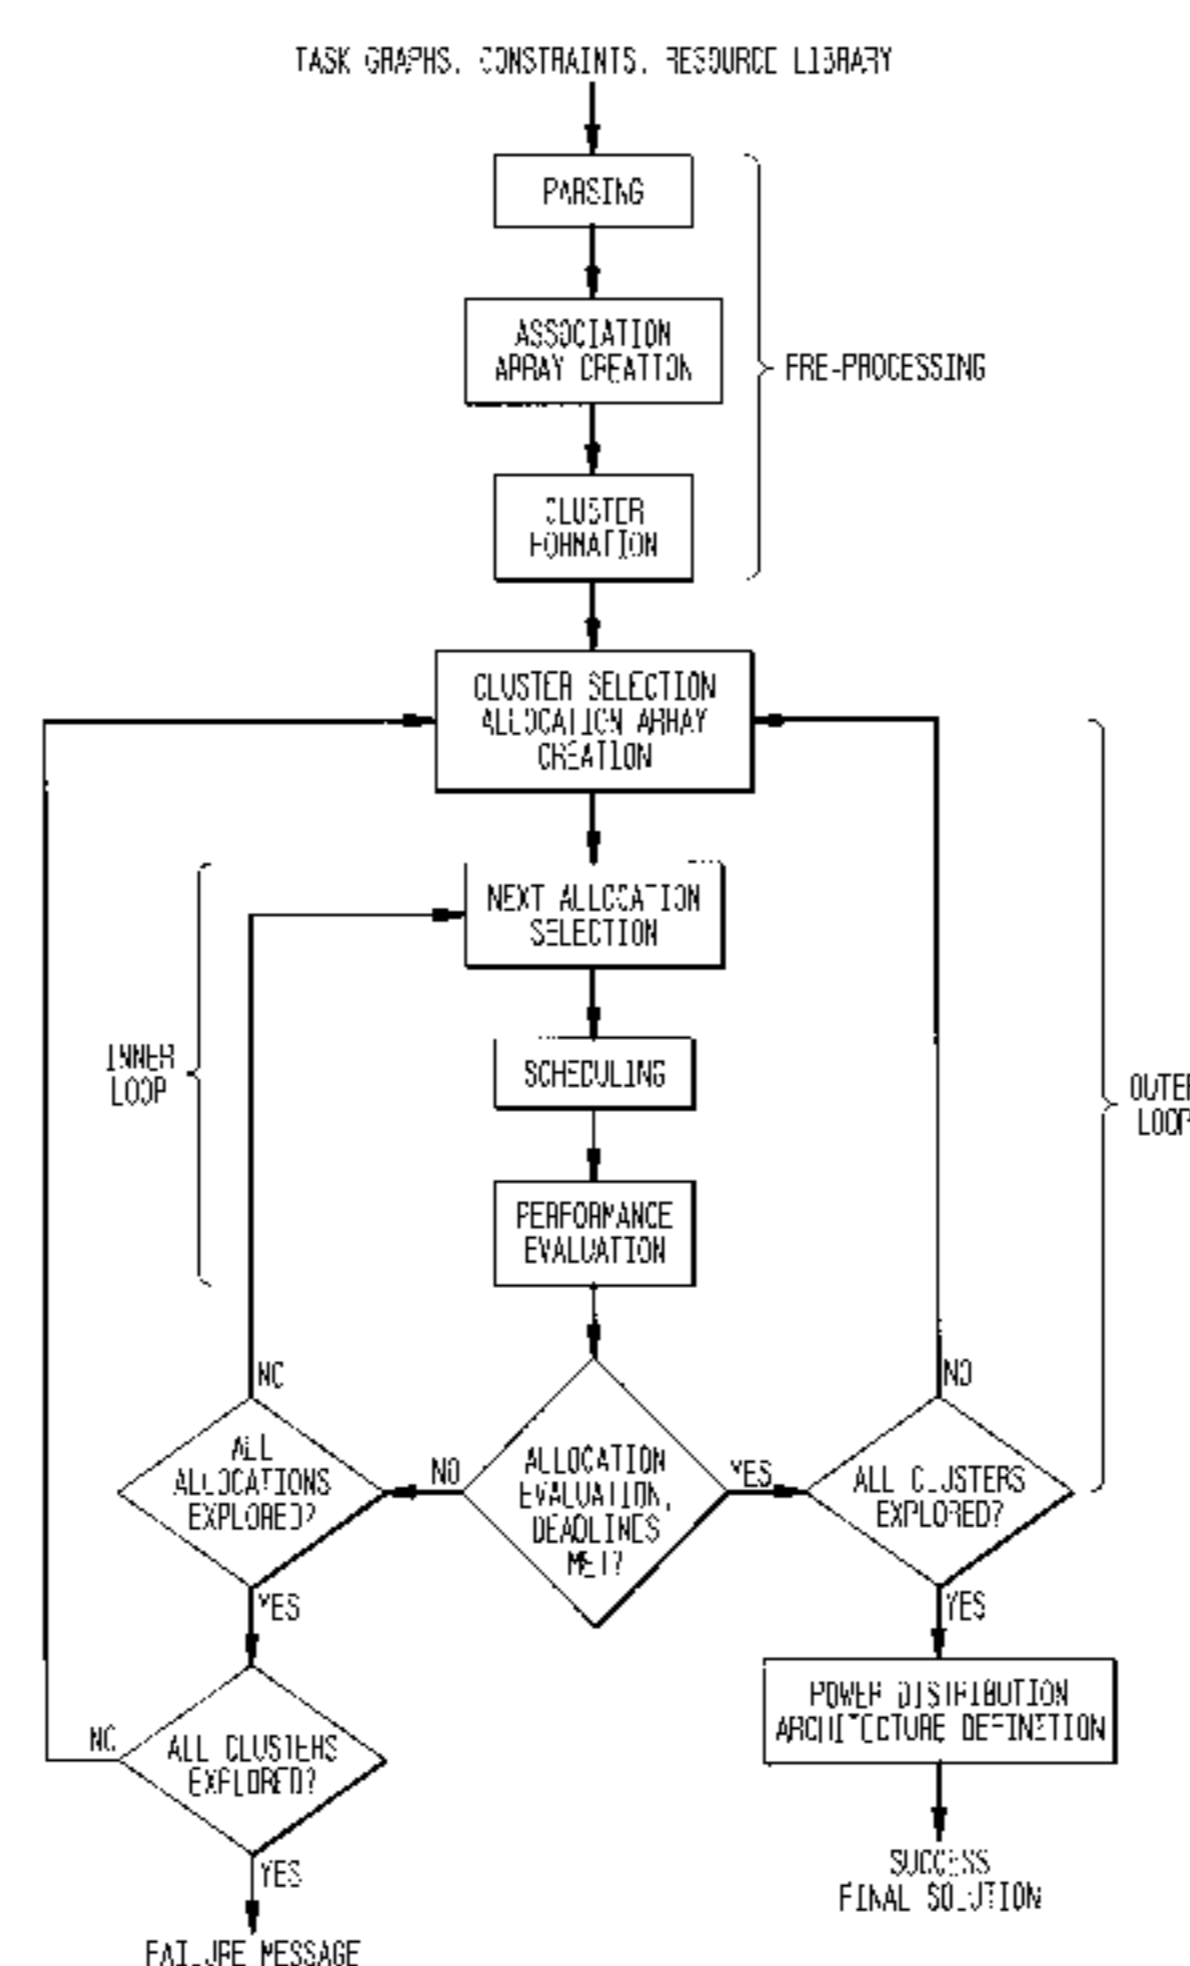 TASK GRAPHS, CONSTRAINTS, RESOURCE LIBRARY
PARSING
ASSOCIATION
ARRAY CREATION
PRE-PROCESSING
CLUSTER
FORMATION
CLUSTER SELECTION
ALLOCATION ARRAY
CREATION
NEXT ALLOCATION
SELECTION
INNER
LOOP
SCHEDULING
OUTER
LOOP
PERFORMANCE
EVALUATION
NO
NO
ALL
ALLOCATIONS
EXPLORED?
NO
ALLOCATION
EVALUATION,
DEADLINES
MET?
YES
ALL CLUSTERS
EXPLORED?
YES
YES
NO
ALL CLUSTERS
EXPLORED?
POWER DISTRIBUTION
ARCHITECTURE DEFINITION
YES
SUCCESS
FINAL SOLUTION
FAILURE MESSAGE